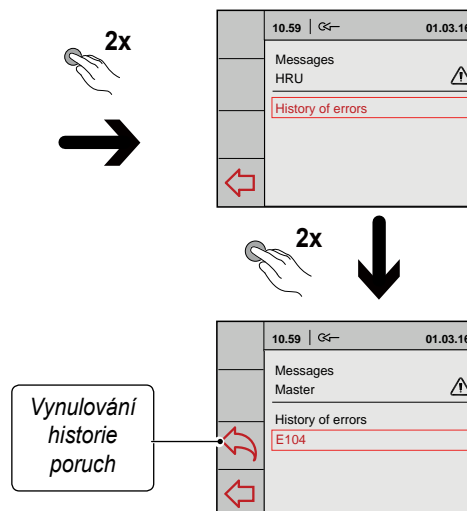 2x
10.59
01.03.16
Messages
HRU
History of errors
2x
10.59
01.03.16
Messages
Master
History of errors
E104
Vynulování
historie
poruch